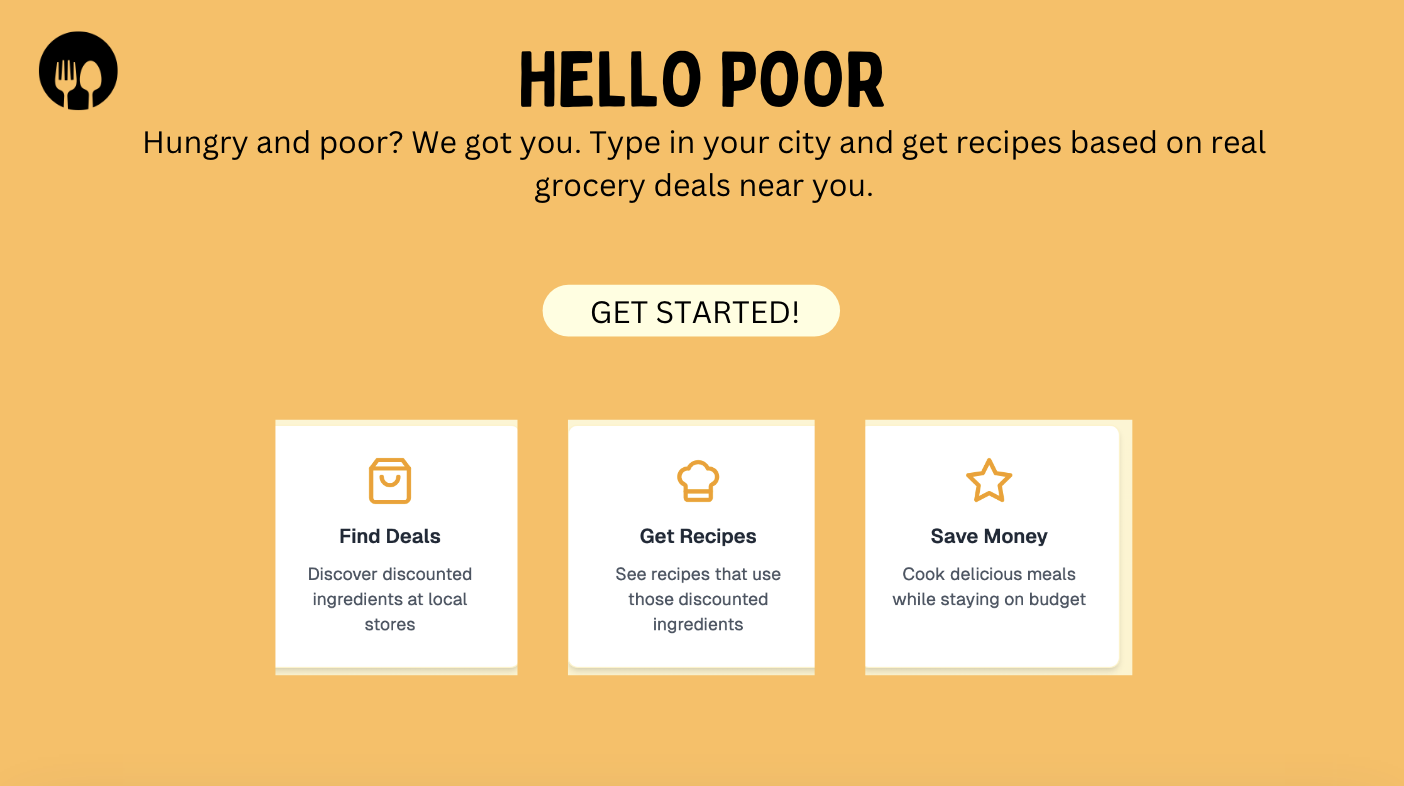 HELLO POOR
Hungry and poor? We got you. Type in your city and get recipes based on real
grocery deals near you.
GET STARTED!
Find Deals
Discover discounted
ingredients at local
stores
Get Recipes
See recipes that use
those discounted
ingredients
Save Money
Cook delicious meals
while staying on budget